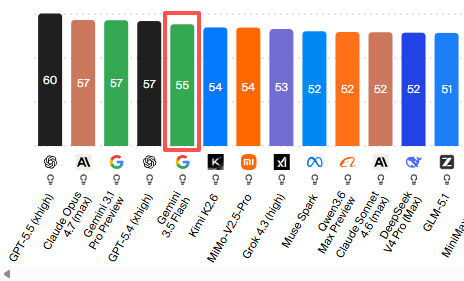 60
57
57
57
55
54
54
53
52
52
52
52
51
GPT-5.5 (xhigh)
Claude Opus
4.7 (max)
Gemini 3.1
Pro Preview
GPT-5.4 (xhigh)
Gemini
3.5 Flash
Kimi K2.6
MiMo-V2.5-Pro
Grok 4.3 (high)
Muse Spark
Qwen3.6
Max Preview
Claude Sonnet
4.6 (max)
DeepSeek
V4 Pro (Max)
GLM-5.1
MiniMax